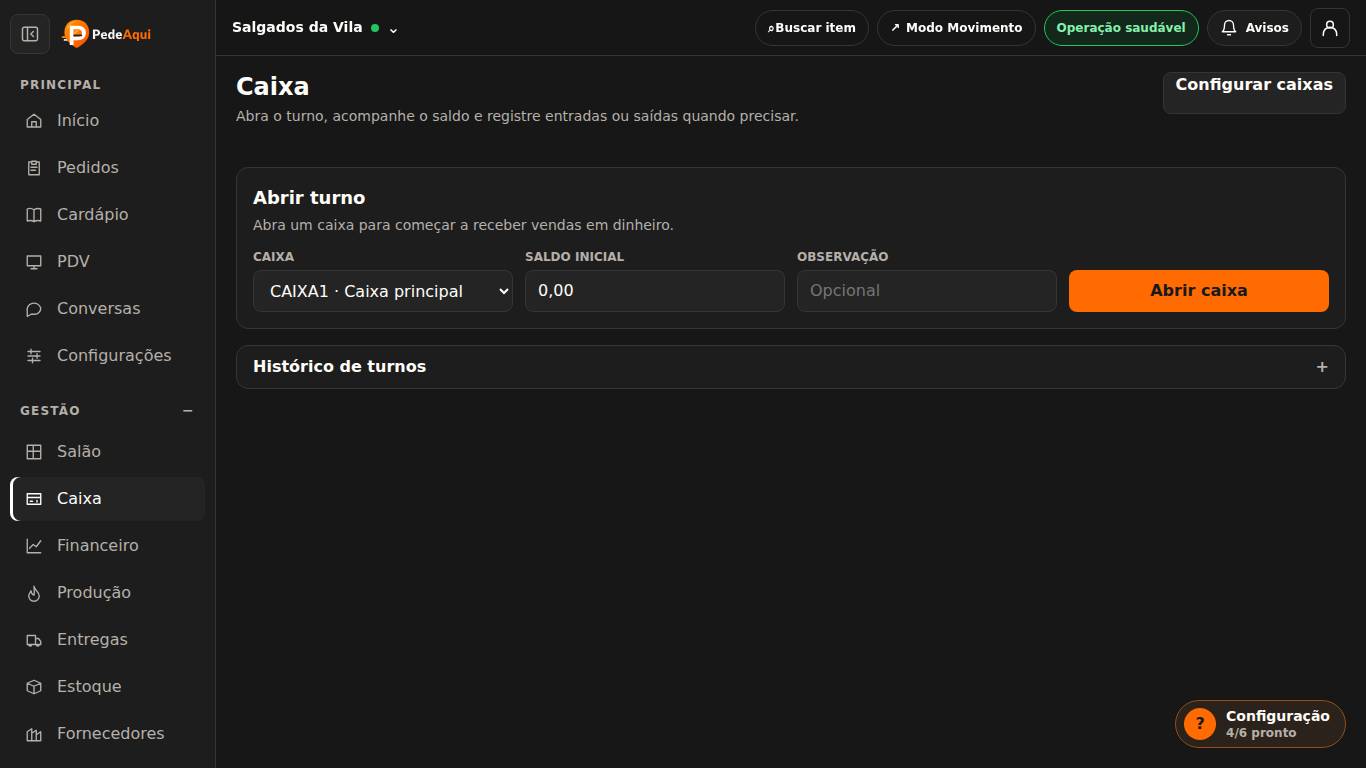 PedeAqui
PRINCIPAL
Início
Pedidos
Cardápio
PDV
Conversas
Configurações
GESTÃO −
Salão
Caixa
Financeiro
Produção
Entregas
Estoque
Fornecedores
Salgados da Vila
Buscar item
↗ Modo Movimento
Operação saudável
Avisos
Caixa
Abra o turno, acompanhe o saldo e registre entradas ou saídas quando precisar.
Configurar caixas
Abrir turno
Abra um caixa para começar a receber vendas em dinheiro.
CAIXA
SALDO INICIAL
OBSERVAÇÃO
CAIXA1 · Caixa principal
0,00
Opcional
Abrir caixa
Histórico de turnos +
?
Configuração
4/6 pronto